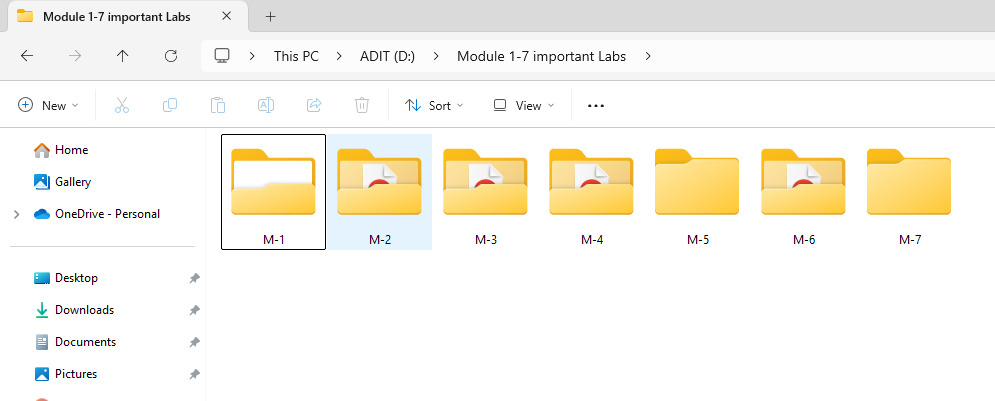 Module 1-7 important Labs
This PC > ADIT (D:) > Module 1-7 important Labs >
New
Sort
View
Home
Gallery
OneDrive - Personal
Desktop
Downloads
Documents
Pictures
M-1
M-2
M-3
M-4
M-5
M-6
M-7